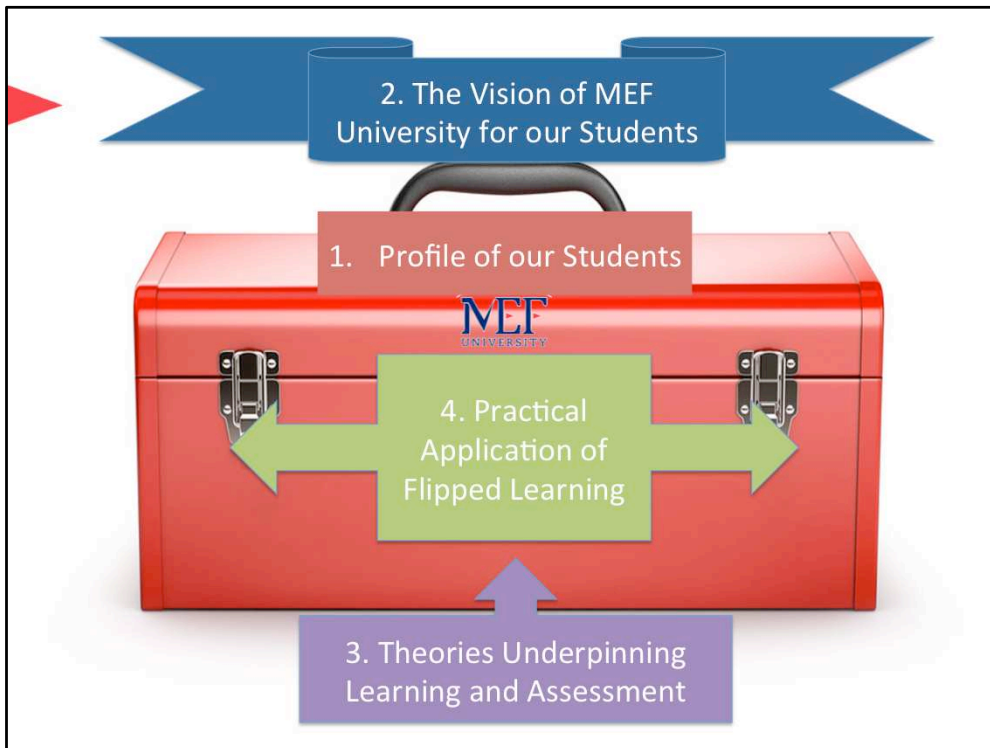 2. The Vision of MEF
University for our Students
1. Profile of our Students
MEF
UNIVERSITY
4. Practical
Application of
Flipped Learning
3. Theories Underpinning
Learning and Assessment